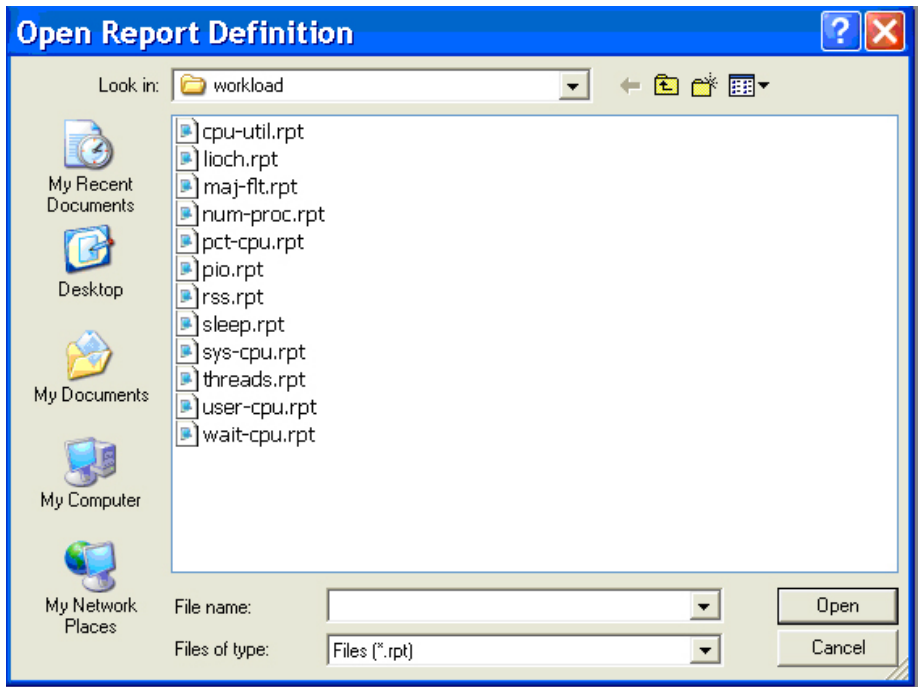 Open Report Definition
Look in: workload
My Recent
Documents
Desktop
My Documents
My Computer
My Network
Places
cpu-util.rpt
lioch.rpt
maj-flt.rpt
num-proc.rpt
pct-cpu.rpt
pio.rpt
rss.rpt
sleep.rpt
sys-cpu.rpt
threads.rpt
user-cpu.rpt
wait-cpu.rpt
File name: Open
Files of type: Files (*.rpt) Cancel